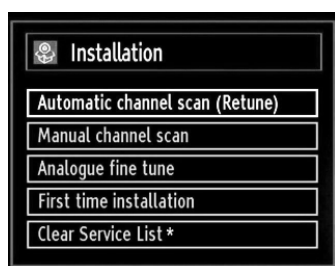 Installation
Automatic channel scan (Retune)
Manual channel scan
Analogue fine tune
First time installation
Clear Service List *